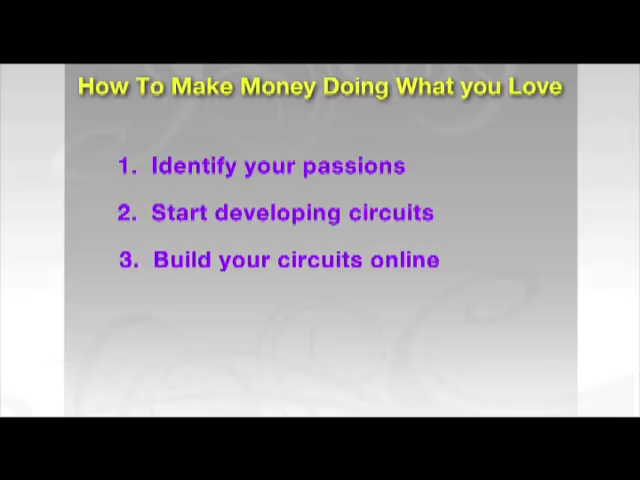 How To Make Money Doing What you Love
1. Identify your passions
2. Start developing circuits
3. Build your circuits online